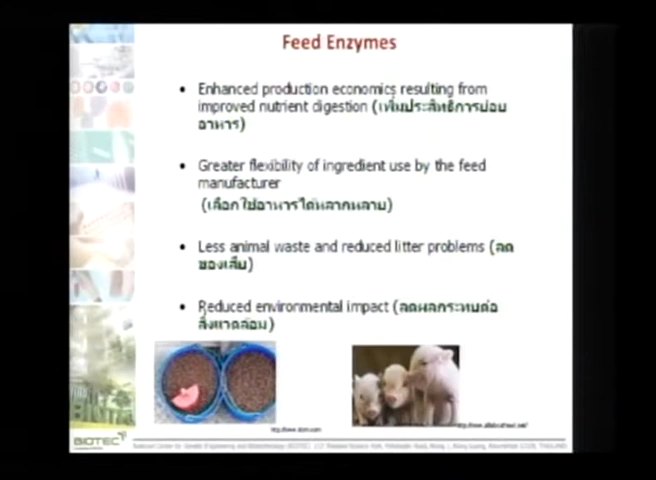 Feed Enzymes
• Enhanced production economics resulting from
improved nutrient digestion (เพิ่มประสิทธิการย่อย
อาหาร)
• Greater flexibility of ingredient use by the feed
manufacturer
(เลือกใช้อาหารได้หลากหลาย)
• Less animal waste and reduced litter problems (ลด
ของเสีย)
• Reduced environmental impact (ลดผลกระทบต่อ
สิ่งแวดล้อม)
BIOTEC